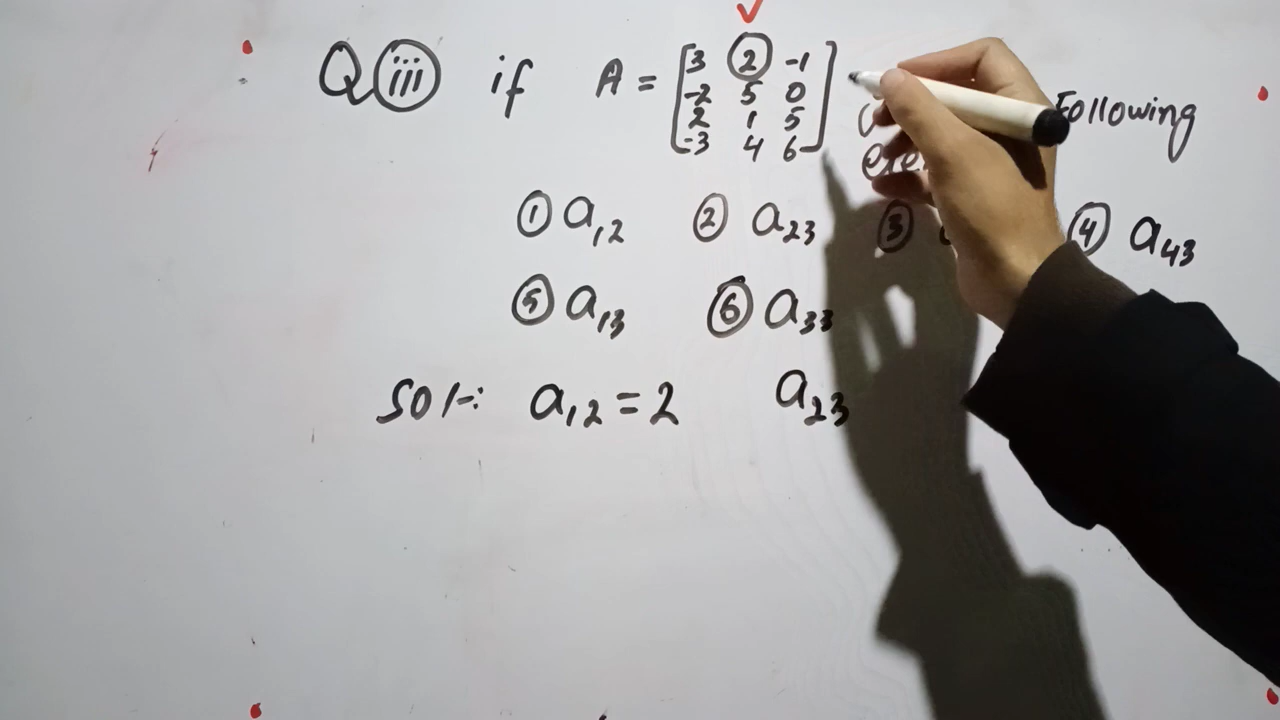 Q (iii) if A = [3 2 -1] Following
-2 5 0
2 1 5
-3 4 6
① a₁₂ ② a₂₃ ③ ④ a₄₃
⑤ a₁₃ ⑥ a₃₃
Sol:- a₁₂ = 2 a₂₃